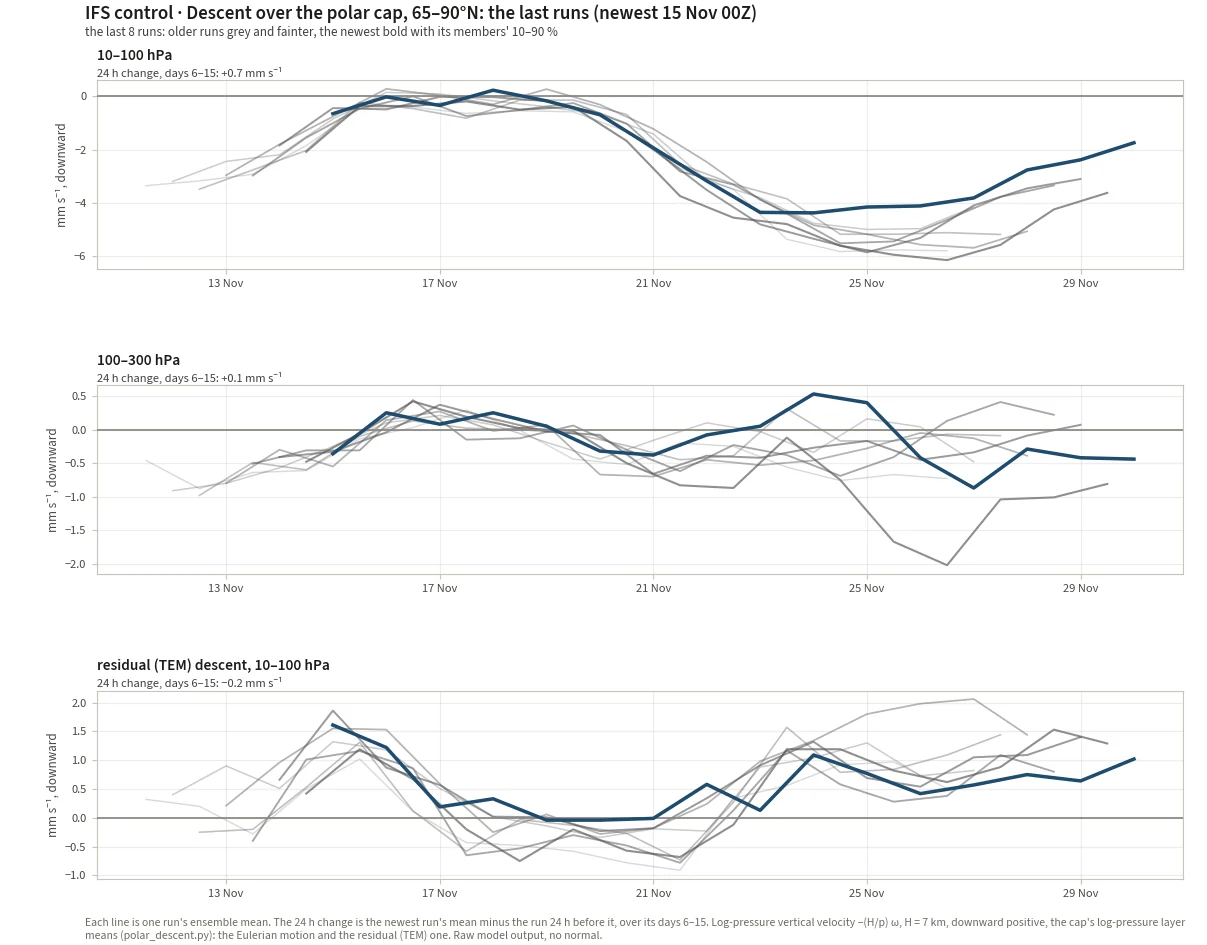 IFS control · Descent over the polar cap, 65–90°N: the last runs (newest 15 Nov 00Z)
the last 8 runs: older runs grey and fainter, the newest bold with its members' 10–90 %
10–100 hPa
24 h change, days 6–15: +0.7 mm s⁻¹
0
−2
−4
−6
mm s⁻¹, downward
13 Nov
17 Nov
21 Nov
25 Nov
29 Nov
100–300 hPa
24 h change, days 6–15: +0.1 mm s⁻¹
0.5
0.0
−0.5
−1.0
−1.5
−2.0
mm s⁻¹, downward
13 Nov
17 Nov
21 Nov
25 Nov
29 Nov
residual (TEM) descent, 10–100 hPa
24 h change, days 6–15: −0.2 mm s⁻¹
2.0
1.5
1.0
0.5
0.0
−0.5
−1.0
mm s⁻¹, downward
13 Nov
17 Nov
21 Nov
25 Nov
29 Nov
Each line is one run's ensemble mean. The 24 h change is the newest run's mean minus the run 24 h before it, over its days 6–15. Log-pressure vertical velocity −(H/p) ω, H = 7 km, downward positive, the cap's log-pressure layer
means (polar_descent.py): the Eulerian motion and the residual (TEM) one. Raw model output, no normal.